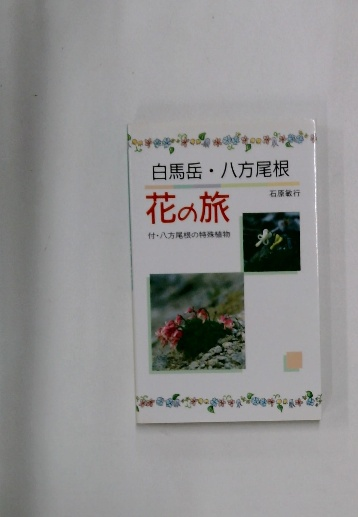 白馬岳・八方尾根
花の旅
石原敏行
付・八方尾根の特殊植物